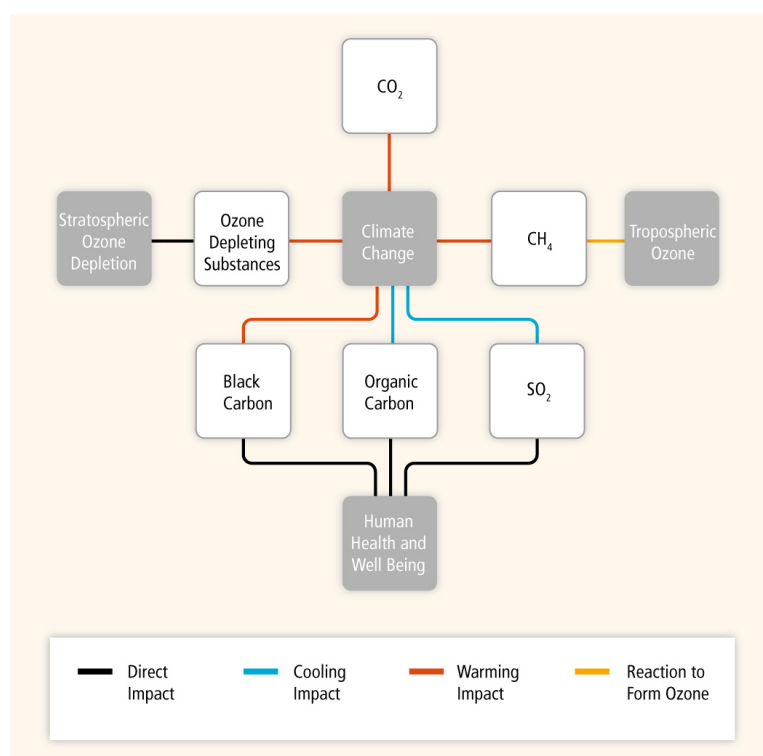 CO₂
Stratospheric
Ozone
Depletion
Ozone
Depleting
Substances
Climate
Change
CH₄
Tropospheric
Ozone
Black
Carbon
Organic
Carbon
SO₂
Human
Health and
Well Being
Direct
Impact
Cooling
Impact
Warming
Impact
Reaction to
Form Ozone